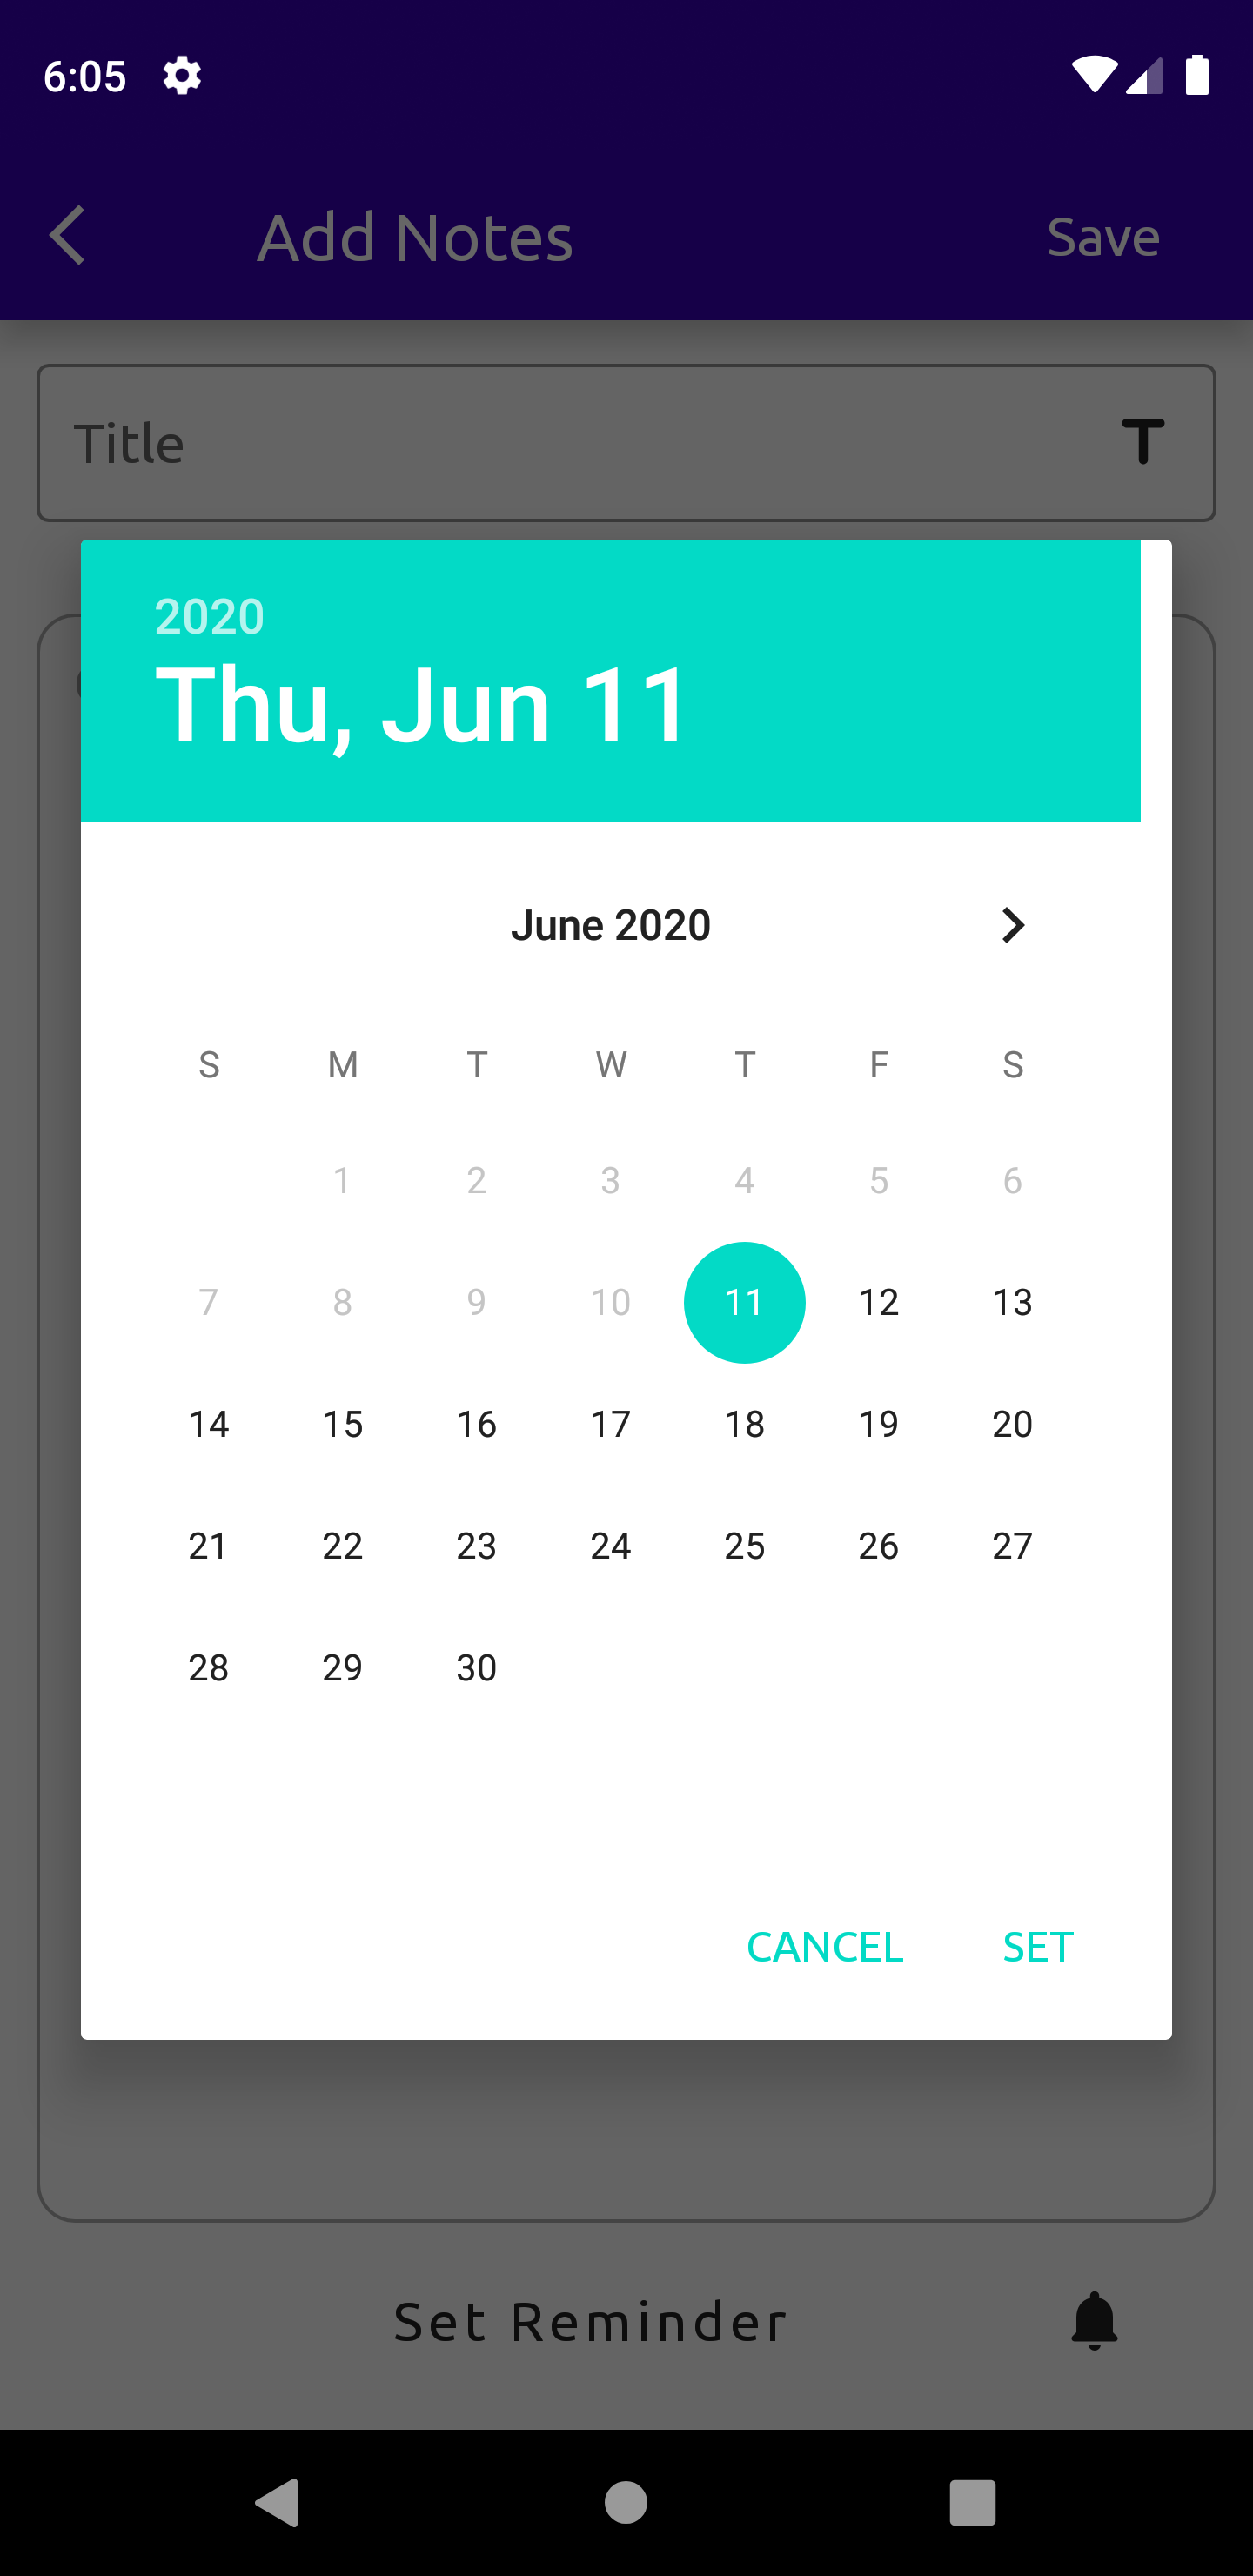 6:05
Add Notes Save
Title
2020
Thu, Jun 11
June 2020
S M T W T F S
1 2 3 4 5 6
7 8 9 10 11 12 13
14 15 16 17 18 19 20
21 22 23 24 25 26 27
28 29 30
CANCEL SET
Set Reminder